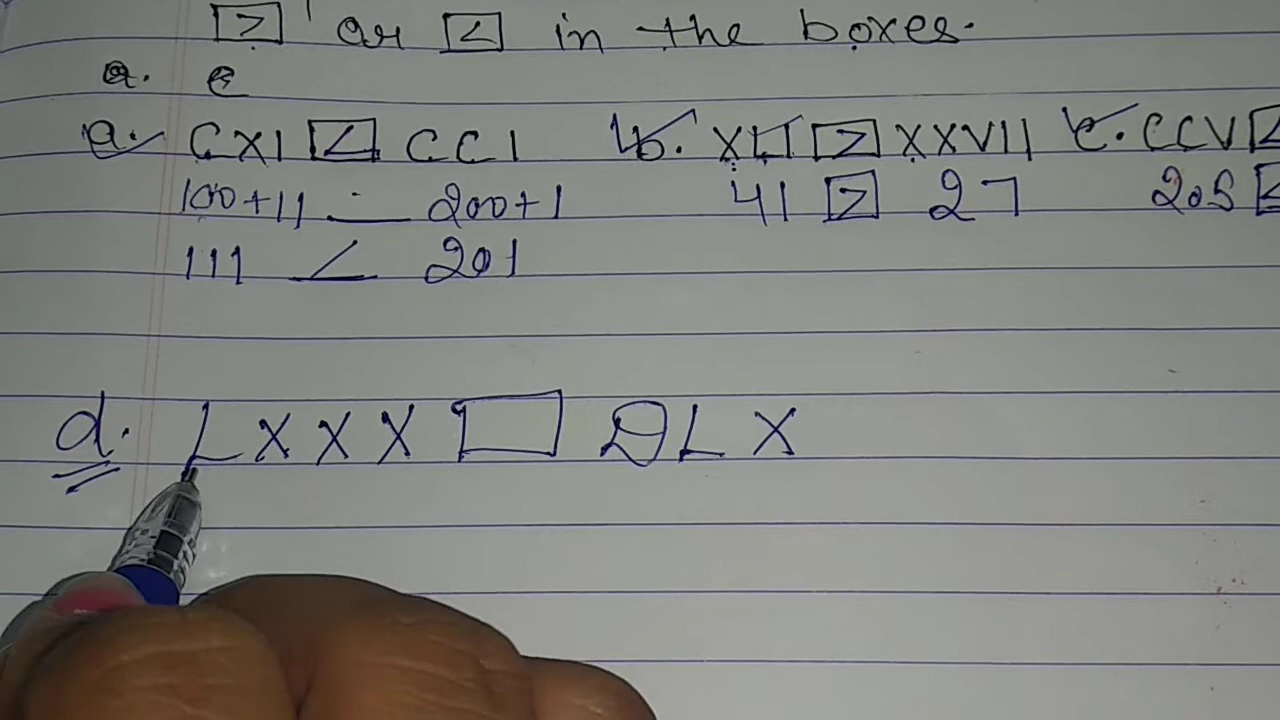 > ' or < in the boxes.
a. c
a. CXI < CCI b. XLI > XXVII c. CCV <
100+11 _ 200+1 41 > 27 205 <
111 < 201
d. LXXX □ DLX